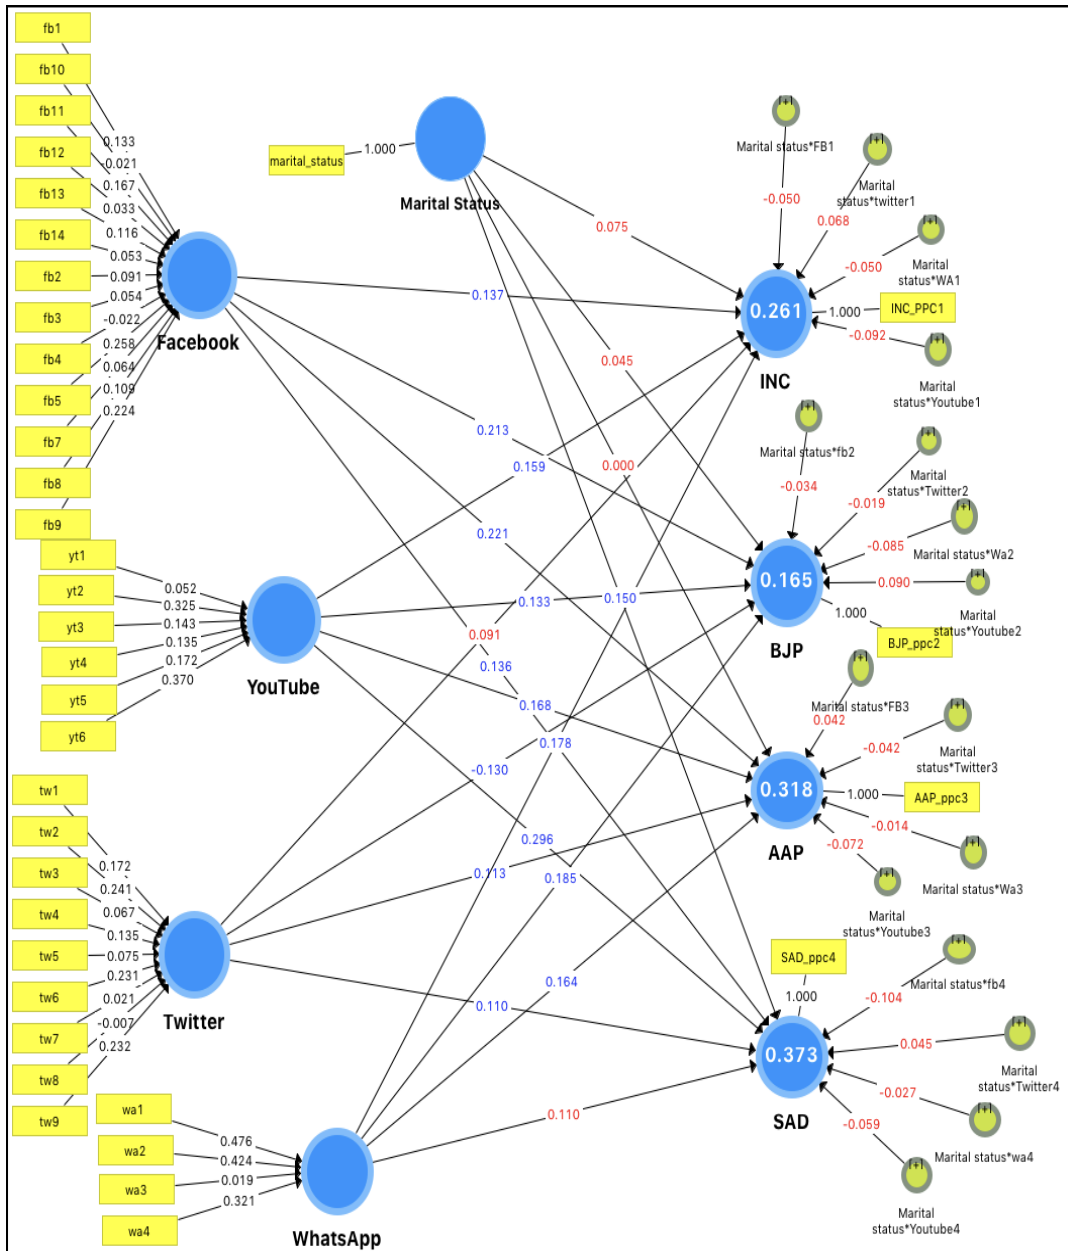 fb1
fb10
fb11
fb12
fb13
fb14
fb2
fb3
fb4
fb5
fb7
fb8
fb9
0.133
-0.021
0.167
0.033
0.116
0.053
0.091
0.054
-0.022
0.258
0.064
0.109
0.224
Facebook
yt1
yt2
yt3
yt4
yt5
yt6
0.052
0.325
0.143
0.135
0.172
0.370
YouTube
tw1
tw2
tw3
tw4
tw5
tw6
tw7
tw8
tw9
0.172
0.241
0.067
0.135
0.075
0.231
0.021
-0.007
0.232
Twitter
wa1
wa2
wa3
wa4
0.476
0.424
0.019
0.321
WhatsApp
marital_status
1.000
Marital Status
0.075
0.137
0.045
0.213
0.159
0.000
0.221
0.133
0.150
0.091
0.136
0.168
0.178
-0.130
0.296
0.113
0.185
0.164
0.110
0.110
[+]
Marital status*FB1
-0.050
[+]
Marital
status*twitter1
0.068
[+]
Marital
status*WA1
-0.050
0.261
1.000
INC_PPC1
INC
-0.092
[+]
Marital
status*Youtube1
[+]
Marital status*fb2
-0.034
[+]
Marital
status*Twitter2
-0.019
[+]
Marital status*Wa2
-0.085
0.165
0.090
[+]
Marital
status*Youtube2
1.000
BJP_ppc2
BJP
[+]
Marital status*FB3
0.042
[+]
Marital
status*Twitter3
-0.042
0.318
1.000
AAP_ppc3
AAP
-0.014
[+]
Marital status*Wa3
-0.072
[+]
Marital
status*Youtube3
SAD_ppc4
1.000
[+]
Marital status*fb4
-0.104
0.373
0.045
[+]
Marital
status*Twitter4
SAD
-0.027
[+]
Marital status*wa4
-0.059
[+]
Marital
status*Youtube4